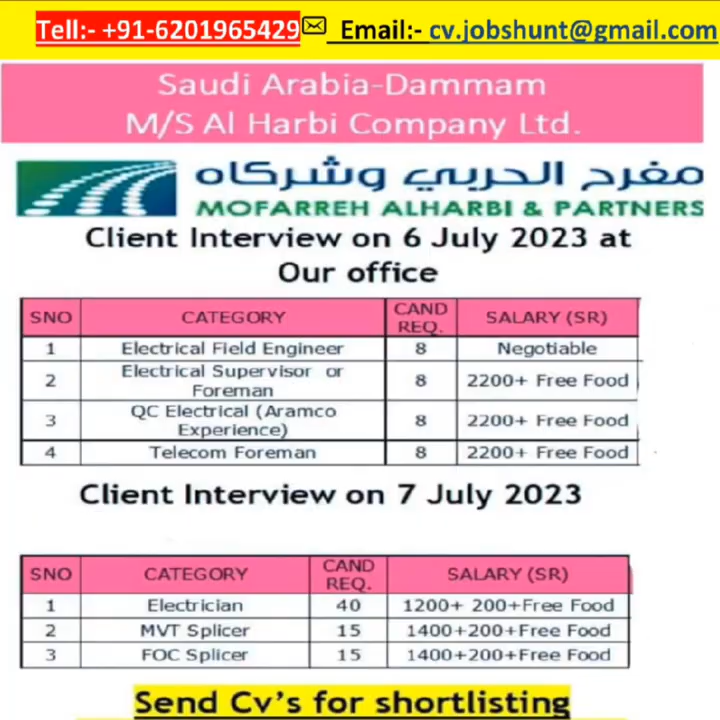 Tell:- +91-6201965429 Email:- cv.jobshunt@gmail.com
Saudi Arabia-Dammam
M/S Al Harbi Company Ltd.
مفرح الحربي وشركاه
MOFARREH ALHARBI & PARTNERS
Client Interview on 6 July 2023 at
Our office
SNO CATEGORY CAND REQ. SALARY (SR)
1 Electrical Field Engineer 8 Negotiable
2 Electrical Supervisor or Foreman 8 2200+ Free Food
3 QC Electrical (Aramco Experience) 8 2200+ Free Food
4 Telecom Foreman 8 2200+ Free Food
Client Interview on 7 July 2023
SNO CATEGORY CAND REQ. SALARY (SR)
1 Electrician 40 1200+ 200+Free Food
2 MVT Splicer 15 1400+200+Free Food
3 FOC Splicer 15 1400+200+Free Food
Send Cv's for shortlisting